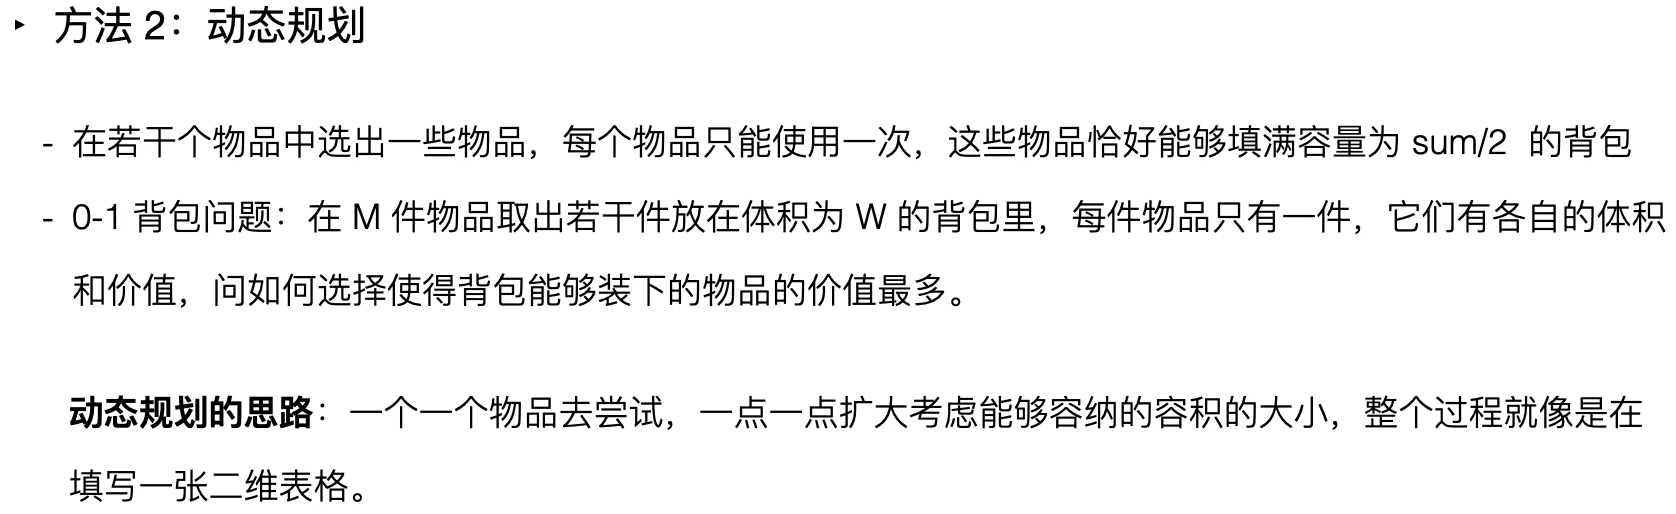 ▸ 方法 2：动态规划
- 在若干个物品中选出一些物品，每个物品只能使用一次，这些物品恰好能够填满容量为 sum/2 的背包
- 0-1 背包问题：在 M 件物品取出若干件放在体积为 W 的背包里，每件物品只有一件，它们有各自的体积
和价值，问如何选择使得背包能够装下的物品的价值最多。
动态规划的思路：一个一个物品去尝试，一点一点扩大考虑能够容纳的容积的大小，整个过程就像是在
填写一张二维表格。